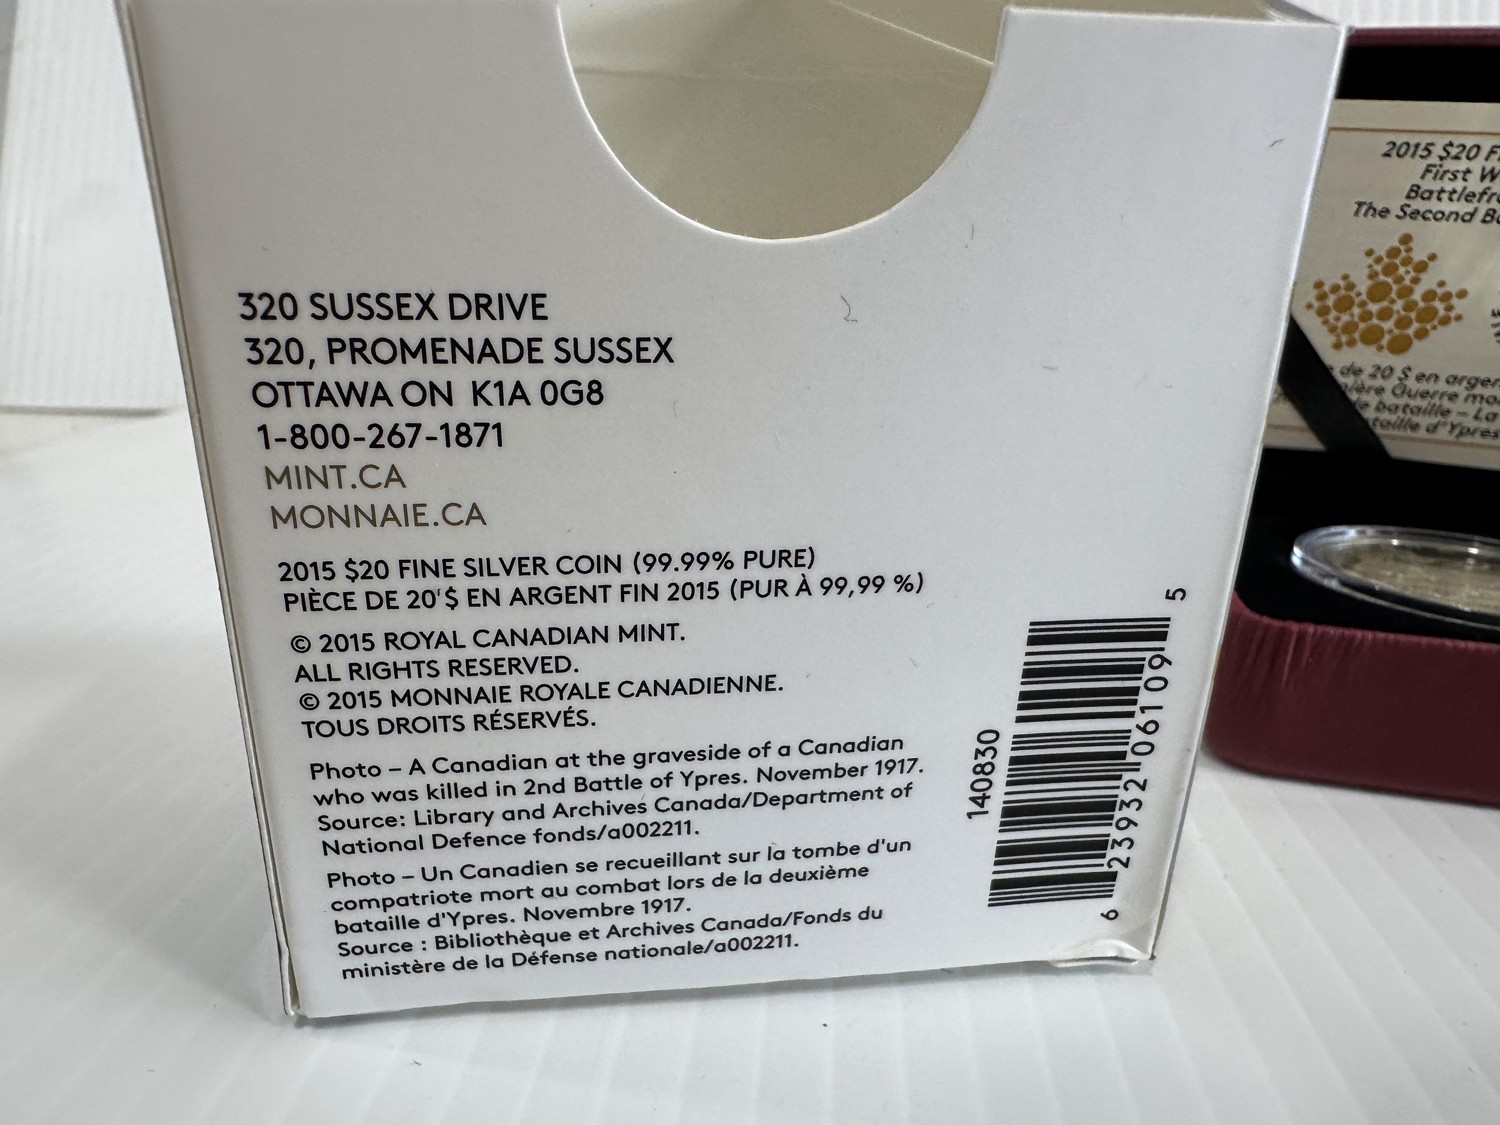 320 SUSSEX DRIVE
320, PROMENADE SUSSEX
OTTAWA ON K1A 0G8
1-800-267-1871
MINT.CA
MONNAIE.CA
2015 $20 FINE SILVER COIN (99.99% PURE)
PIÈCE DE 20 $ EN ARGENT FIN 2015 (PUR À 99,99 %)
© 2015 ROYAL CANADIAN MINT.
ALL RIGHTS RESERVED.
© 2015 MONNAIE ROYALE CANADIENNE.
TOUS DROITS RÉSERVÉS.
Photo – A Canadian at the graveside of a Canadian
who was killed in 2nd Battle of Ypres. November 1917.
Source: Library and Archives Canada/Department of
National Defence fonds/a002211.
Photo – Un Canadien se recueillant sur la tombe d'un
compatriote mort au combat lors de la deuxième
bataille d'Ypres. Novembre 1917.
Source : Bibliothèque et Archives Canada/Fonds du
ministère de la Défense nationale/a002211.
140830
6 23932 06109 5
2015 $20
First
The Second
de 20 $ en
Guerre
bataille – La
d'Ypres